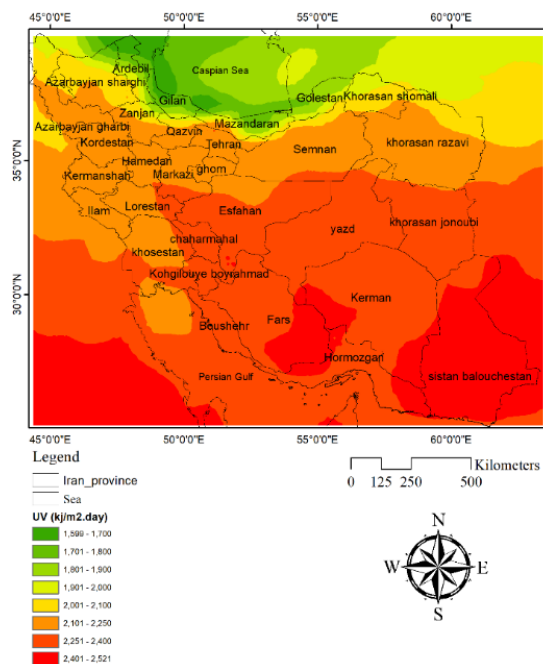 45°0'0"E 50°0'0"E 55°0'0"E 60°0'0"E
Ardebil
Caspian Sea
Azarbayjan sharghi
Gilan
Golestan
Khorasan shomali
Zanjan
Mazandaran
Azarbayjan gharbi
Qazvin
Kordestan
Tehran
Semnan
khorasan razavi
35°0'0"N
Hamedan
ghom
Kermanshah
Markazi
Ilam
Lorestan
Esfahan
khorasan jonoubi
yazd
chaharmahal
khosestan
Kohgilouye boyrahmad
30°0'0"N
Kerman
Fars
Boushehr
Hormozgan
Persian Gulf
sistan balouchestan
45°0'0"E 50°0'0"E 55°0'0"E 60°0'0"E
Legend
Iran_province
Sea
UV (kj/m2.day)
1,599 - 1,700
1,701 - 1,800
1,801 - 1,900
1,901 - 2,000
2,001 - 2,100
2,101 - 2,250
2,251 - 2,400
2,401 - 2,521
Kilometers
0 125 250 500
N
W E
S